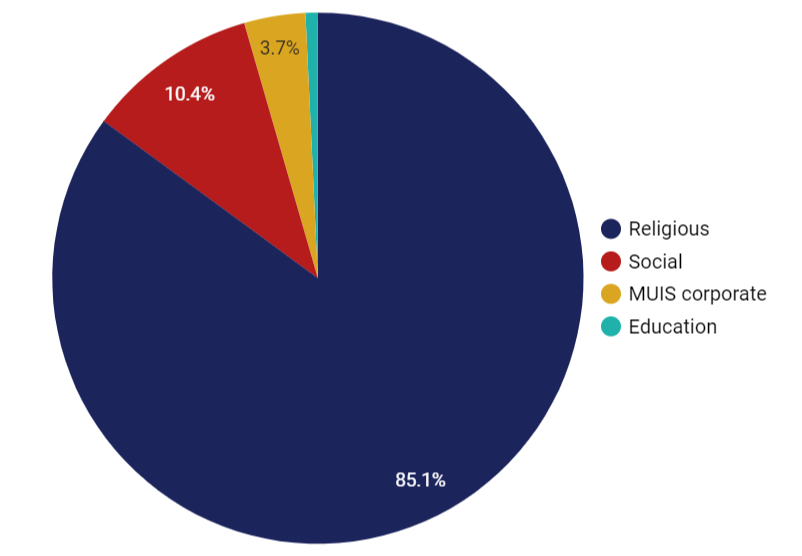 3.7%
10.4%
Religious
Social
MUIS corporate
Education
85.1%